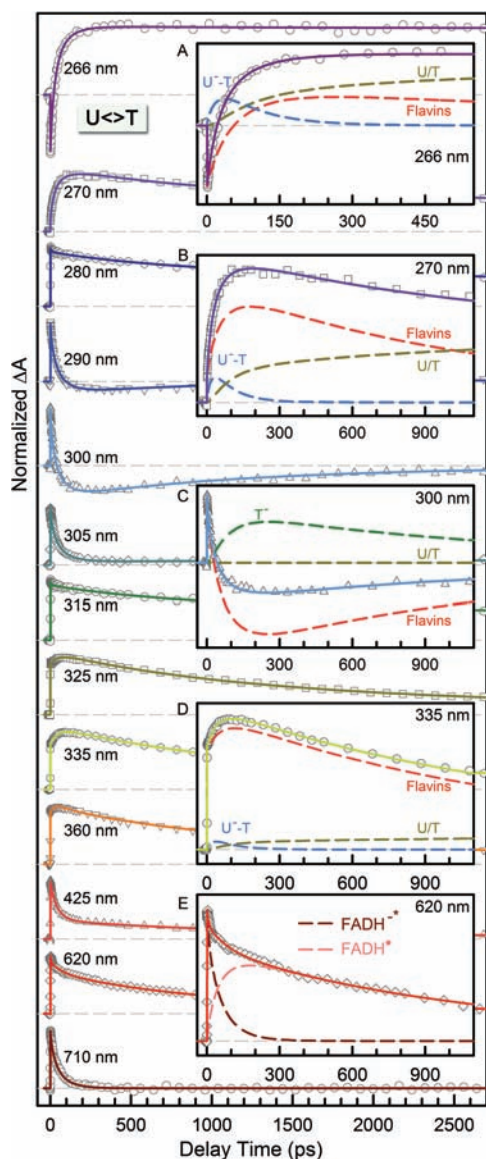 Normalized ΔA
266 nm
U<>T
A
U⁻-T
U/T
Flavins
266 nm
0 150 300 450
270 nm
280 nm
B
270 nm
Flavins
U/T
U⁻-T
0 300 600 900
290 nm
300 nm
C
300 nm
T⁻
U/T
Flavins
0 300 600 900
305 nm
315 nm
325 nm
D
335 nm
Flavins
U⁻-T
U/T
0 300 600 900
335 nm
360 nm
425 nm
E
620 nm
FADH⁻*
FADH•
0 300 600 900
620 nm
710 nm
0 500 1000 1500 2000 2500
Delay Time (ps)